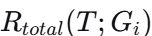 R_{total}(T; G_i)